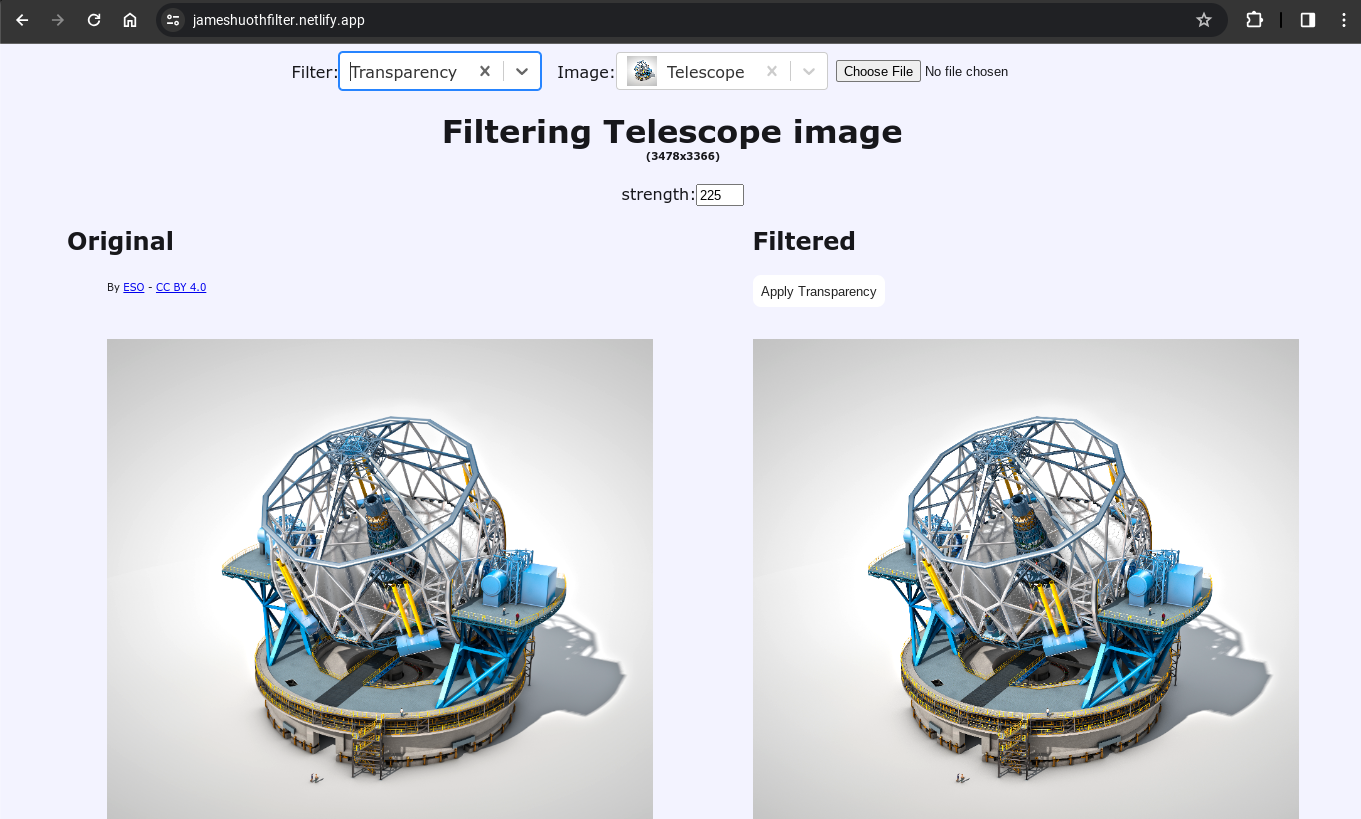 jameshuothfilter.netlify.app
Filter: Transparency Image: Telescope Choose File No file chosen
Filtering Telescope image
(3478x3366)
strength: 225
Original Filtered
By ESO - CC BY 4.0
Apply Transparency